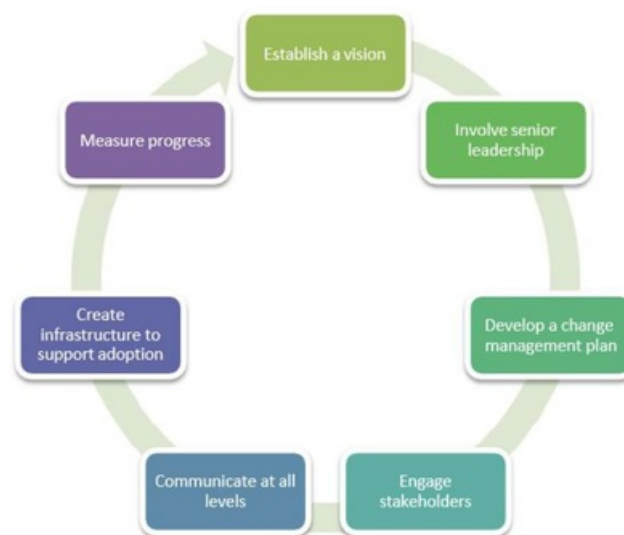 Establish a vision
Involve senior
leadership
Develop a change
management plan
Engage
stakeholders
Communicate at all
levels
Create
infrastructure to
support adoption
Measure progress